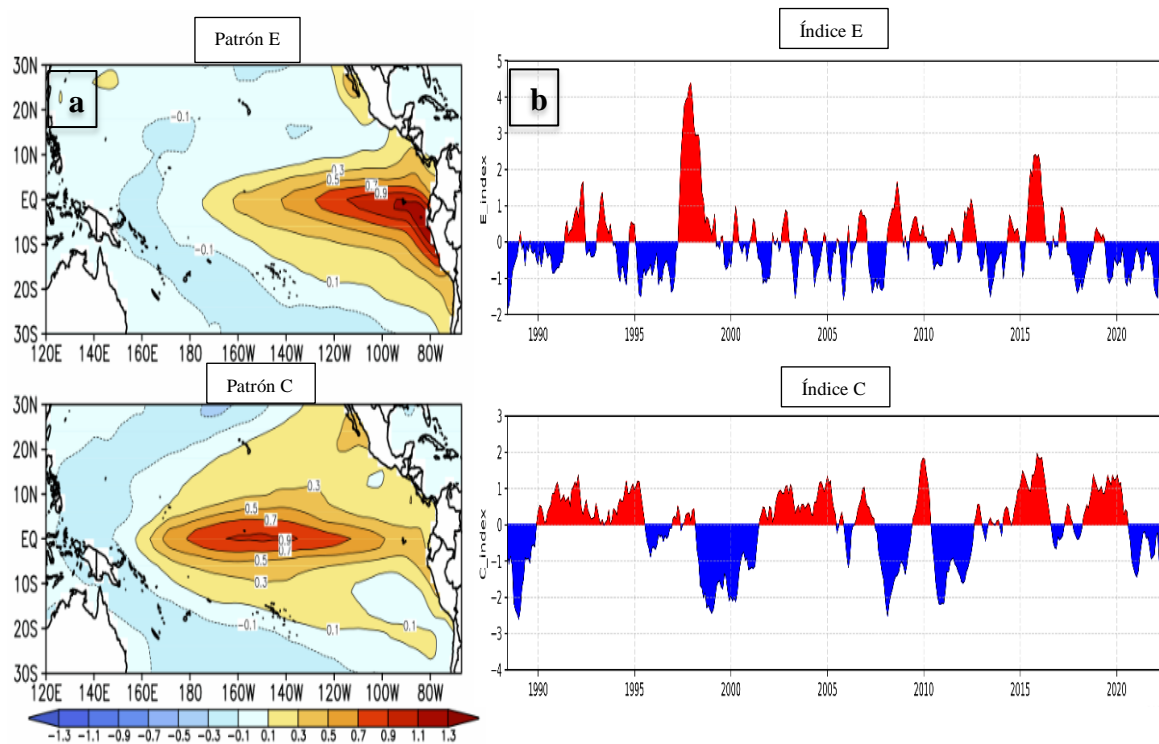 Patrón E
Índice E
a
b
30N
20N
10N
EQ
10S
20S
30S
120E 140E 160E 180 160W 140W 120W 100W 80W
-0.1
0.3
0.5
0.7
0.9
-0.1
0.1
E_index
5
4
3
2
1
0
−1
−2
1990 1995 2000 2005 2010 2015 2020
Patrón C
Índice C
30N
20N
10N
EQ
10S
20S
30S
120E 140E 160E 180 160W 140W 120W 100W 80W
0.3
0.5
0.7
0.9
0.7
0.5
0.3
-0.1
0.1
0.1
-1.3 -1.1 -0.9 -0.7 -0.5 -0.3 -0.1 0.1 0.3 0.5 0.7 0.9 1.1 1.3
C_index
3
2
1
0
−1
−2
−3
−4
1990 1995 2000 2005 2010 2015 2020